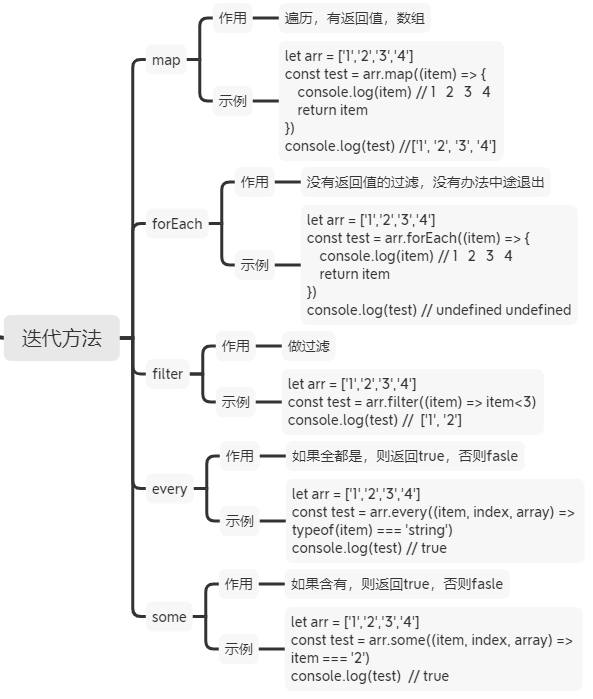 迭代方法
map
作用
遍历，有返回值，数组
示例
let arr = ['1','2','3','4']
const test = arr.map((item) => {
console.log(item) // 1 2 3 4
return item
})
console.log(test) //['1', '2', '3', '4']
forEach
作用
没有返回值的过滤，没有办法中途退出
示例
let arr = ['1','2','3','4']
const test = arr.forEach((item) => {
console.log(item) // 1 2 3 4
return item
})
console.log(test) // undefined undefined
filter
作用
做过滤
示例
let arr = ['1','2','3','4']
const test = arr.filter((item) => item<3)
console.log(test) // ['1', '2']
every
作用
如果全都是，则返回true，否则fasle
示例
let arr = ['1','2','3','4']
const test = arr.every((item, index, array) =>
typeof(item) === 'string')
console.log(test) // true
some
作用
如果含有，则返回true，否则fasle
示例
let arr = ['1','2','3','4']
const test = arr.some((item, index, array) =>
item === '2')
console.log(test) // true